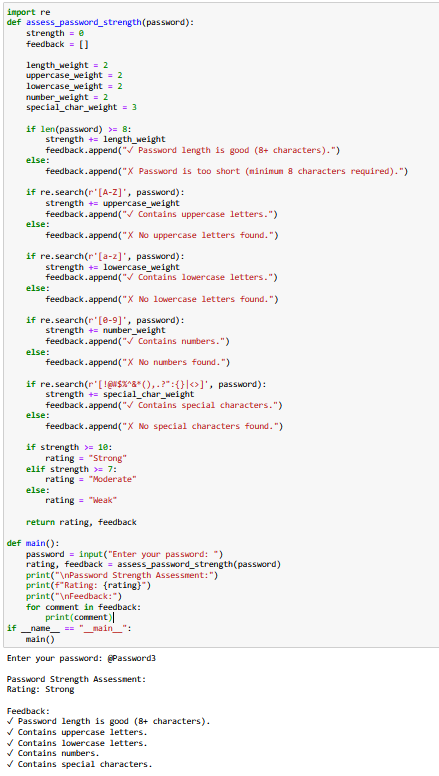 import re
def assess_password_strength(password):
    strength = 0
    feedback = []

    length_weight = 2
    uppercase_weight = 2
    lowercase_weight = 2
    number_weight = 2
    special_char_weight = 3

    if len(password) >= 8:
        strength += length_weight
        feedback.append("✓ Password length is good (8+ characters).")
    else:
        feedback.append("✗ Password is too short (minimum 8 characters required).")

    if re.search(r'[A-Z]', password):
        strength += uppercase_weight
        feedback.append("✓ Contains uppercase letters.")
    else:
        feedback.append("✗ No uppercase letters found.")

    if re.search(r'[a-z]', password):
        strength += lowercase_weight
        feedback.append("✓ Contains lowercase letters.")
    else:
        feedback.append("✗ No lowercase letters found.")

    if re.search(r'[0-9]', password):
        strength += number_weight
        feedback.append("✓ Contains numbers.")
    else:
        feedback.append("✗ No numbers found.")

    if re.search(r'[!@#$%^&*(),.?":{}|<>]', password):
        strength += special_char_weight
        feedback.append("✓ Contains special characters.")
    else:
        feedback.append("✗ No special characters found.")

    if strength >= 10:
        rating = "Strong"
    elif strength >= 7:
        rating = "Moderate"
    else:
        rating = "Weak"

    return rating, feedback

def main():
    password = input("Enter your password: ")
    rating, feedback = assess_password_strength(password)
    print("\nPassword Strength Assessment:")
    print(f"Rating: {rating}")
    print("\nFeedback:")
    for comment in feedback:
        print(comment)
if __name__ == "__main__":
    main()
Enter your password: @Password3

Password Strength Assessment:
Rating: Strong

Feedback:
✓ Password length is good (8+ characters).
✓ Contains uppercase letters.
✓ Contains lowercase letters.
✓ Contains numbers.
✓ Contains special characters.